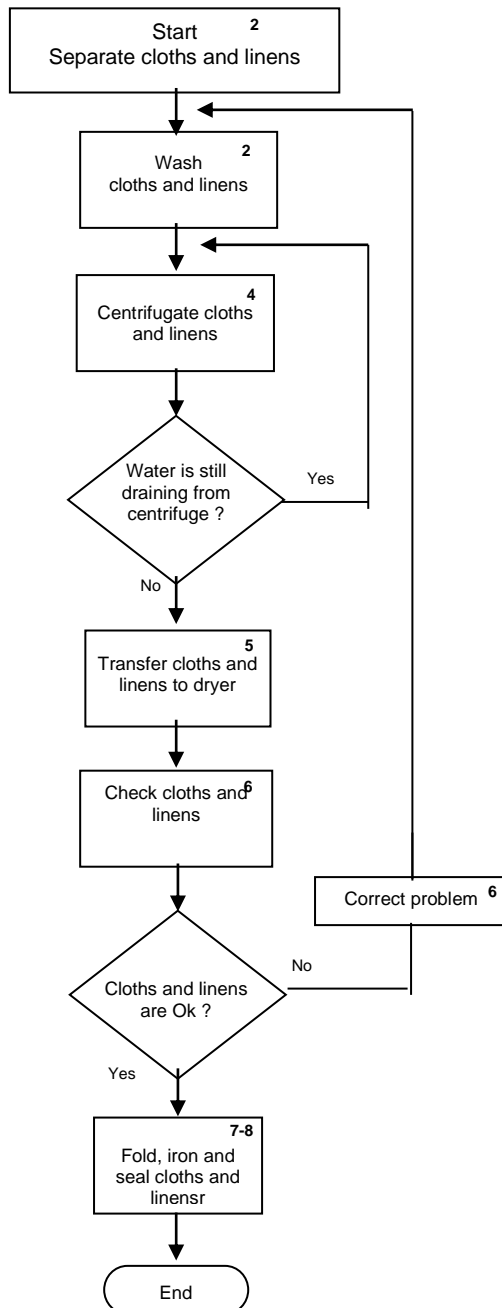 Start 2
Separate cloths and linens
Wash 2
cloths and linens
4
Centrifugate cloths
and linens
Water is still
draining from
centrifuge ?
Yes
No
5
Transfer cloths and
linens to dryer
6
Check cloths and
linens
Correct problem 6
Cloths and linens
are Ok ?
No
Yes
7-8
Fold, iron and
seal cloths and
linensr
End